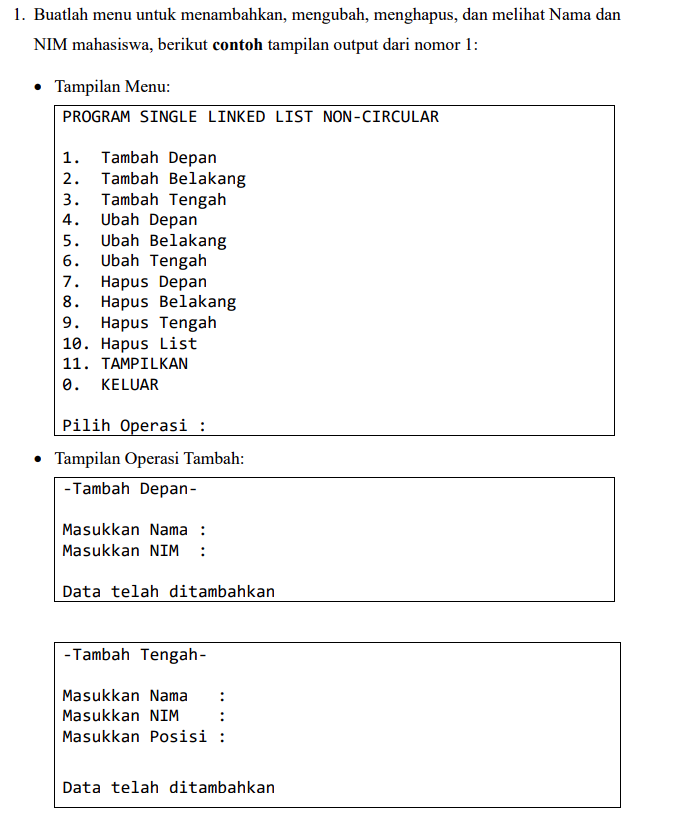 1. Buatlah menu untuk menambahkan, mengubah, menghapus, dan melihat Nama dan
NIM mahasiswa, berikut contoh tampilan output dari nomor 1:
• Tampilan Menu:
PROGRAM SINGLE LINKED LIST NON-CIRCULAR
1. Tambah Depan
2. Tambah Belakang
3. Tambah Tengah
4. Ubah Depan
5. Ubah Belakang
6. Ubah Tengah
7. Hapus Depan
8. Hapus Belakang
9. Hapus Tengah
10. Hapus List
11. TAMPILKAN
0. KELUAR
Pilih Operasi :
• Tampilan Operasi Tambah:
-Tambah Depan-
Masukkan Nama :
Masukkan NIM :
Data telah ditambahkan
-Tambah Tengah-
Masukkan Nama :
Masukkan NIM :
Masukkan Posisi :
Data telah ditambahkan